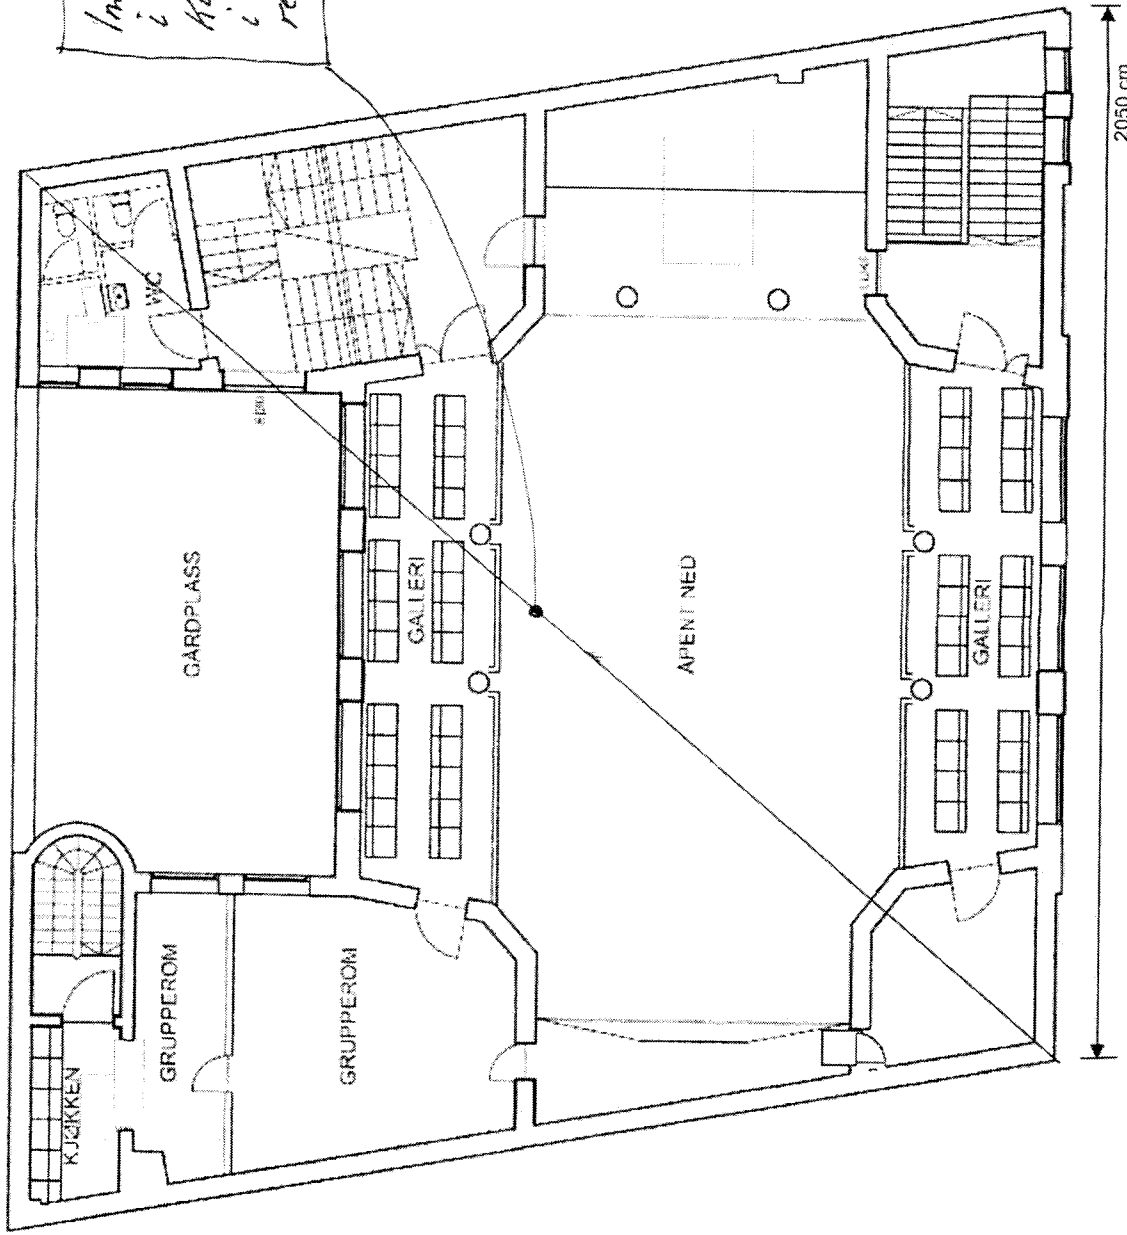 i
i
WC
GÅRDPLASS
GALLERI
ÅPENT NED
GALLERI
GRUPPEROM
GRUPPEROM
KJØKKEN
2050 cm